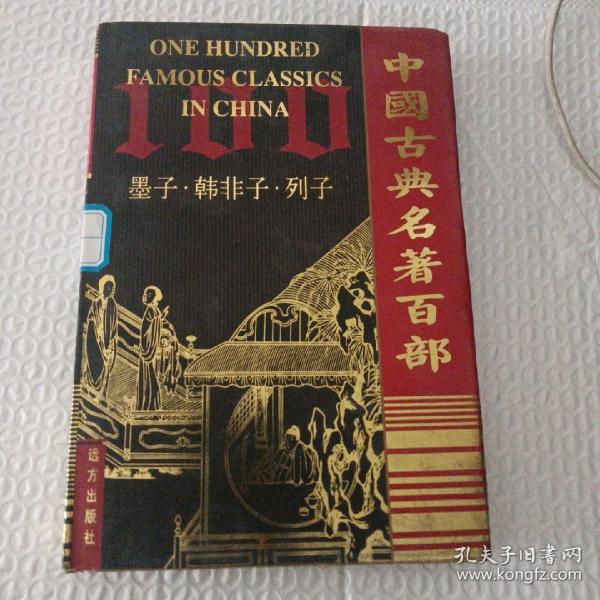 ONE HUNDRED
FAMOUS CLASSICS
IN CHINA
100
墨子·韩非子·列子
中國古典名著百部
远方出版社
孔夫子旧书网
www.kongfz.com